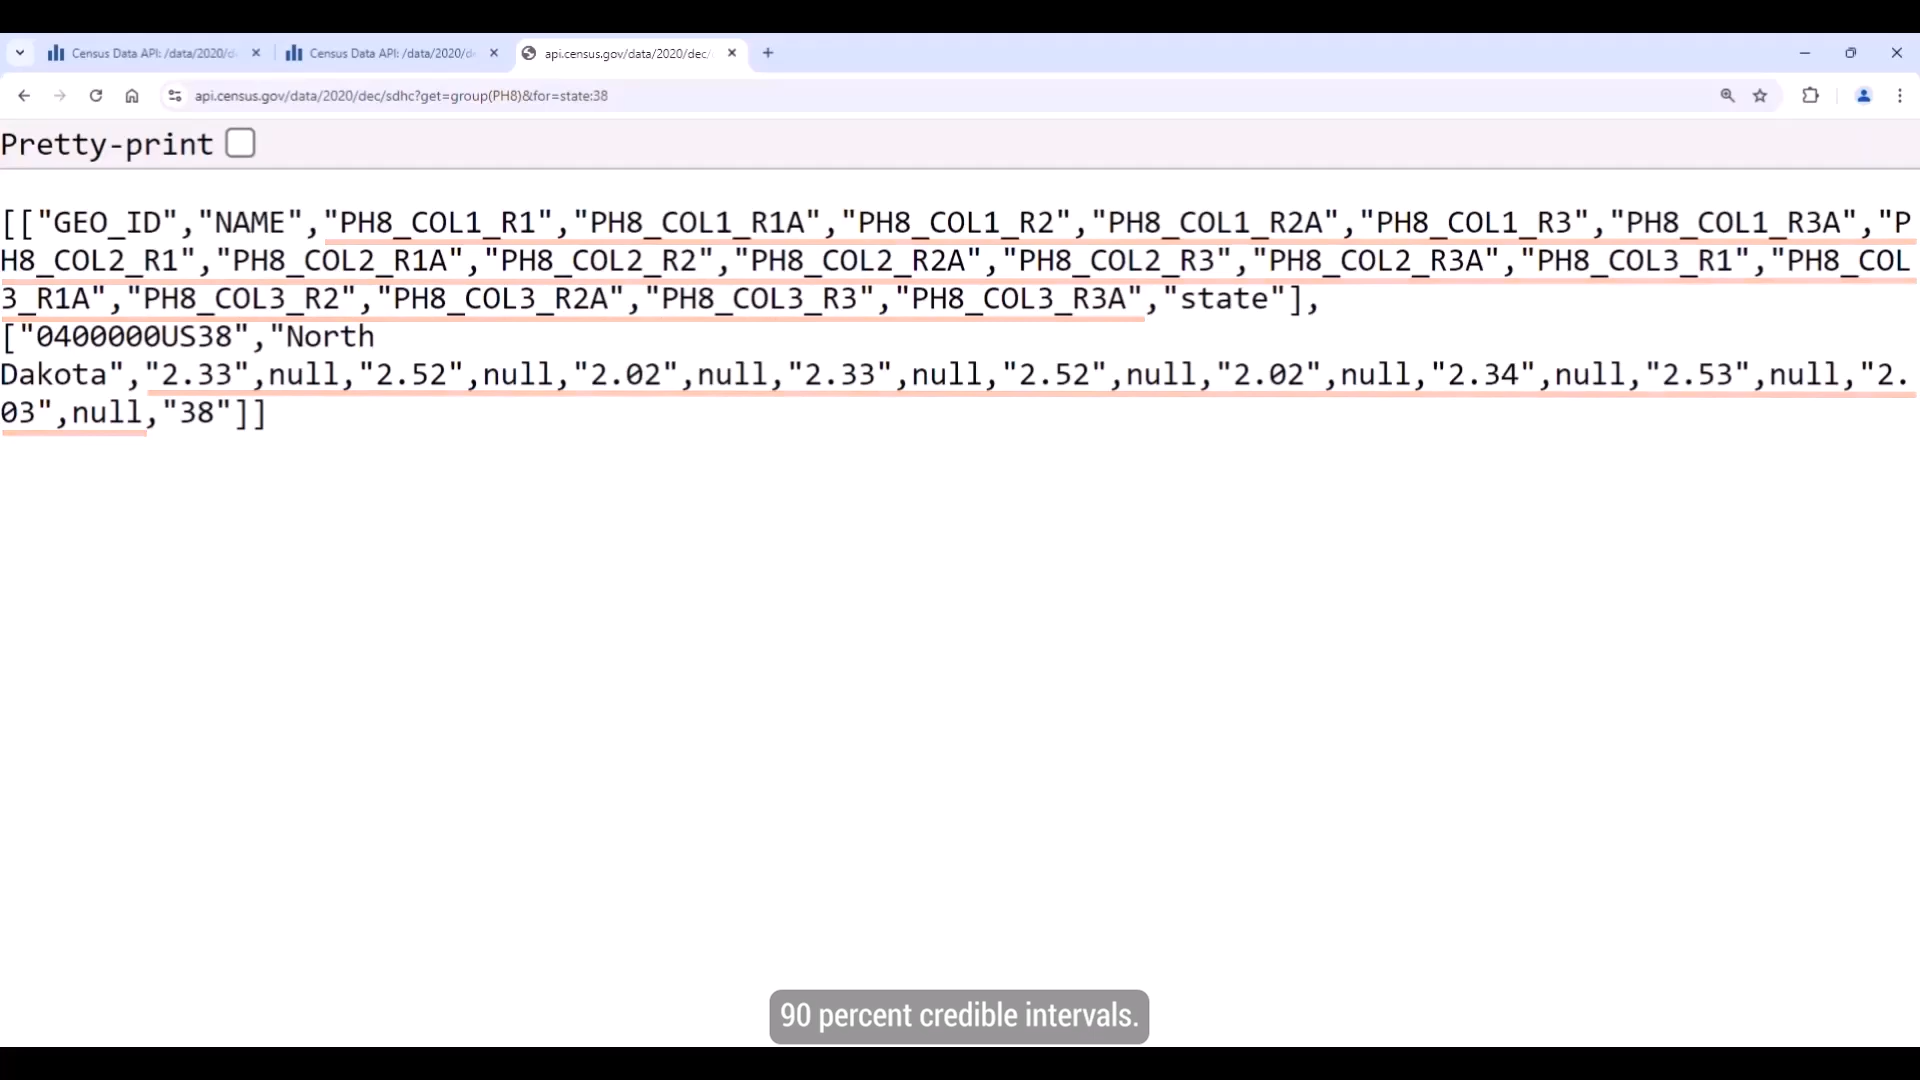 Census Data API: /data/2020/d
Census Data API: /data/2020/d
api.census.gov/data/2020/dec/
api.census.gov/data/2020/dec/sdhc?get=group(PH8)&for=state:38
Pretty-print
[["GEO_ID","NAME","PH8_COL1_R1","PH8_COL1_R1A","PH8_COL1_R2","PH8_COL1_R2A","PH8_COL1_R3","PH8_COL1_R3A","P
H8_COL2_R1","PH8_COL2_R1A","PH8_COL2_R2","PH8_COL2_R2A","PH8_COL2_R3","PH8_COL2_R3A","PH8_COL3_R1","PH8_COL
3_R1A","PH8_COL3_R2","PH8_COL3_R2A","PH8_COL3_R3","PH8_COL3_R3A","state"],
["0400000US38","North
Dakota","2.33",null,"2.52",null,"2.02",null,"2.33",null,"2.52",null,"2.02",null,"2.34",null,"2.53",null,"2.
03",null,"38"]]
90 percent credible intervals.